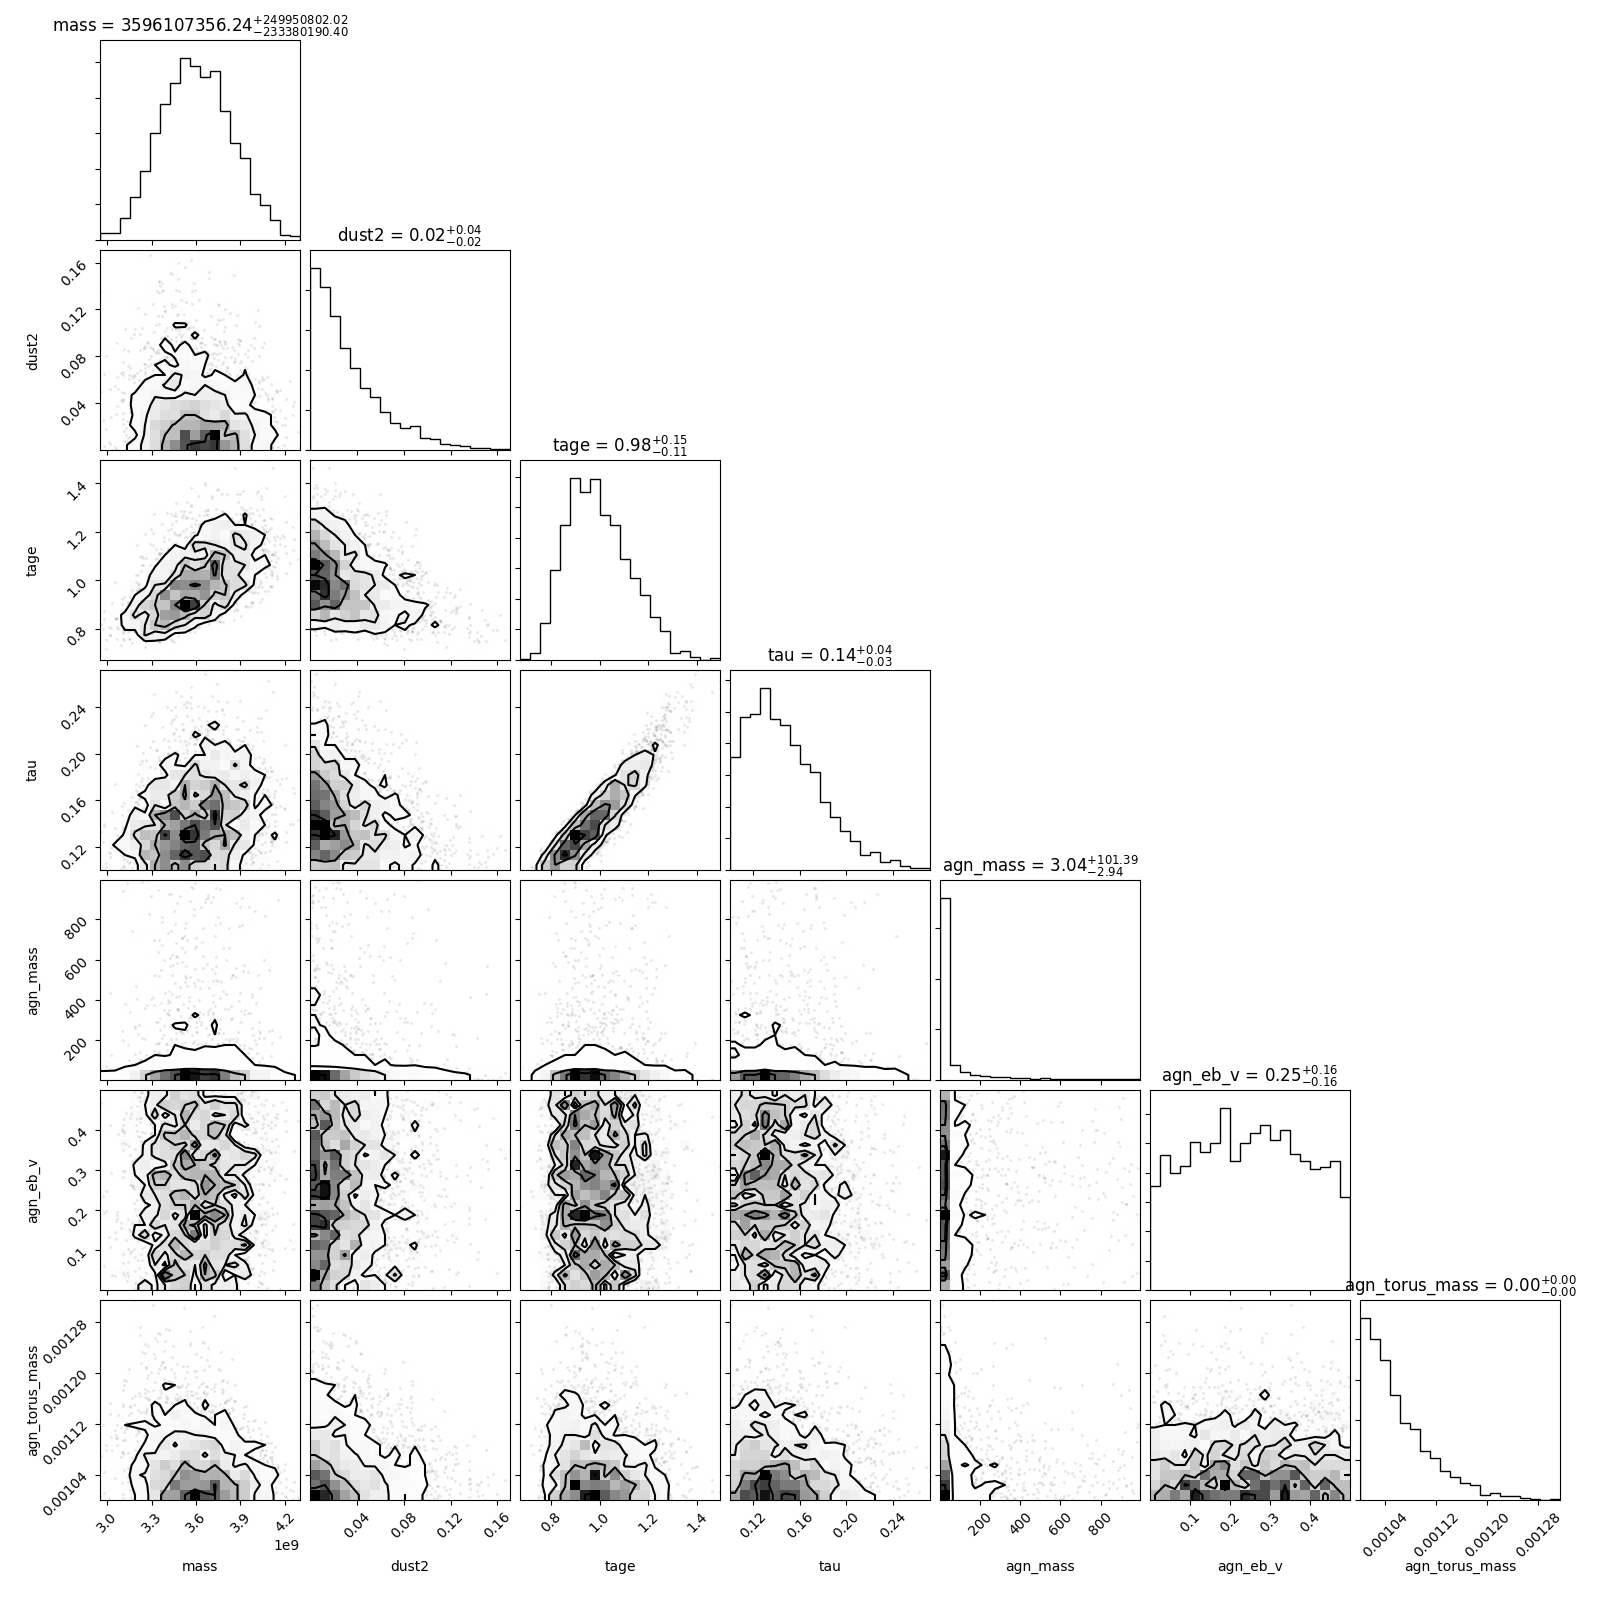 mass = 3596107356.24+249950802.02 −233380190.40
dust2 = 0.02+0.04 −0.02
0.16
0.12
0.08
0.04
dust2
tage = 0.98+0.15 −0.11
1.4
1.2
1.0
0.8
tage
tau = 0.14+0.04 −0.03
0.24
0.20
0.16
0.12
tau
agn_mass = 3.04+101.39 −2.94
800
600
400
200
agn_mass
agn_eb_v = 0.25+0.16 −0.16
0.4
0.3
0.2
0.1
agn_eb_v
agn_torus_mass = 0.00+0.00 −0.00
0.00128
0.00120
0.00112
0.00104
agn_torus_mass
3.0 3.3 3.6 3.9 4.2
1e9
0.04 0.08 0.12 0.16
0.8 1.0 1.2 1.4
0.12 0.16 0.20 0.24
200 400 600 800
0.1 0.2 0.3 0.4
0.00104 0.00112 0.00120 0.00128
mass dust2 tage tau agn_mass agn_eb_v agn_torus_mass